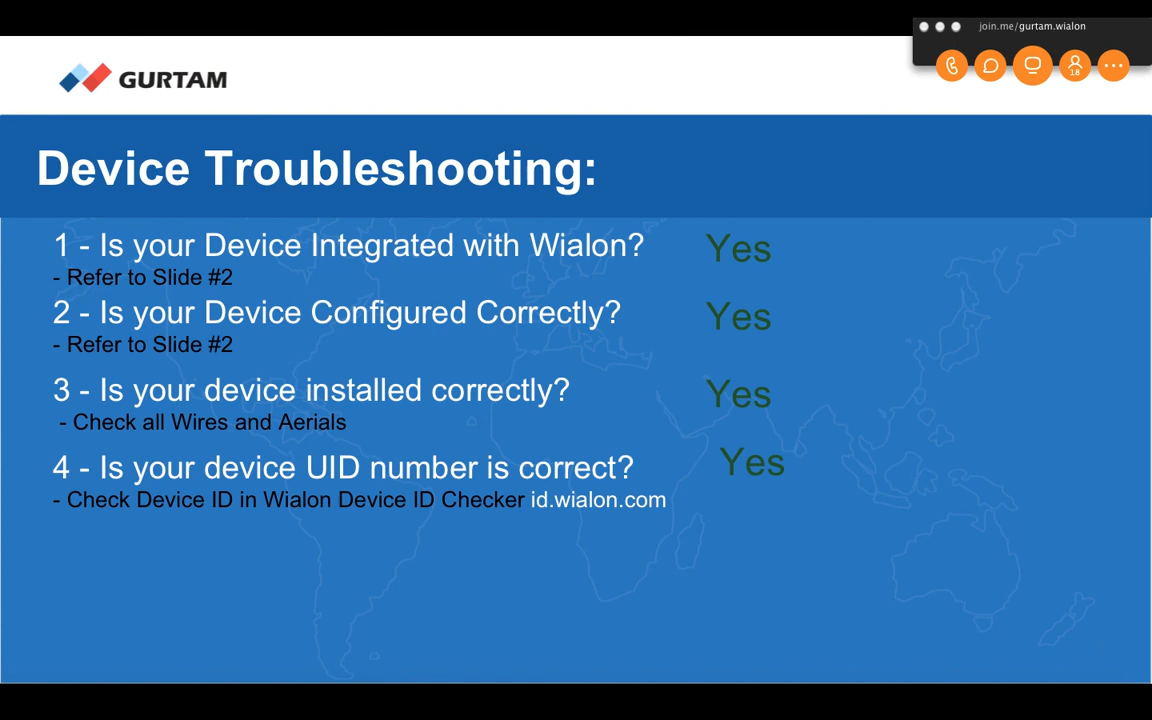 join.me/gurtam.wialon
18
GURTAM
Device Troubleshooting:
1 - Is your Device Integrated with Wialon? Yes
- Refer to Slide #2
2 - Is your Device Configured Correctly? Yes
- Refer to Slide #2
3 - Is your device installed correctly? Yes
- Check all Wires and Aerials
4 - Is your device UID number is correct? Yes
- Check Device ID in Wialon Device ID Checker id.wialon.com